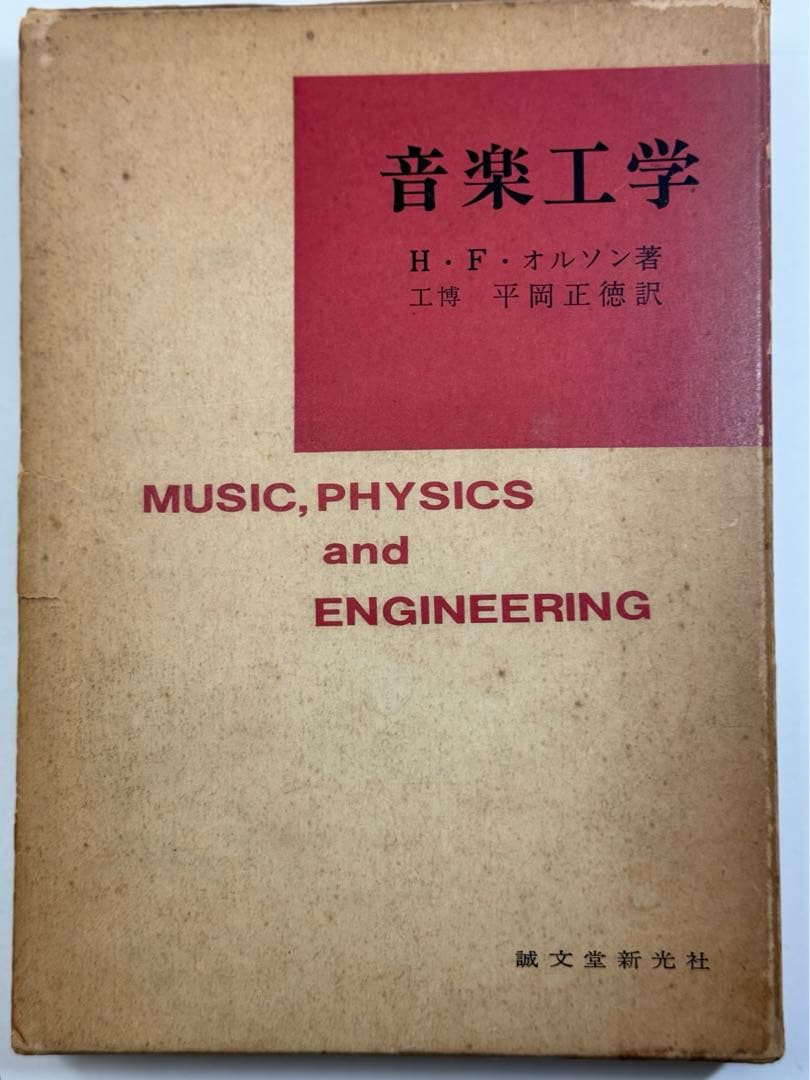 音楽工学
H・F・オルソン著
工博 平岡正徳訳
MUSIC, PHYSICS
and
ENGINEERING
誠文堂新光社